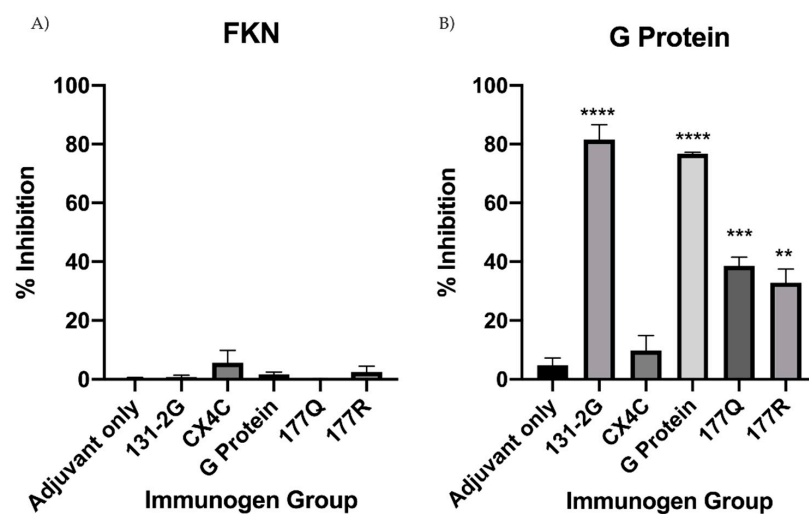 A)
FKN
% Inhibition
100
80
60
40
20
0
Adjuvant only
131-2G
CX4C
G Protein
177Q
177R
Immunogen Group
B)
G Protein
% Inhibition
100
80
60
40
20
0
****
****
***
**
Adjuvant only
131-2G
CX4C
G Protein
177Q
177R
Immunogen Group